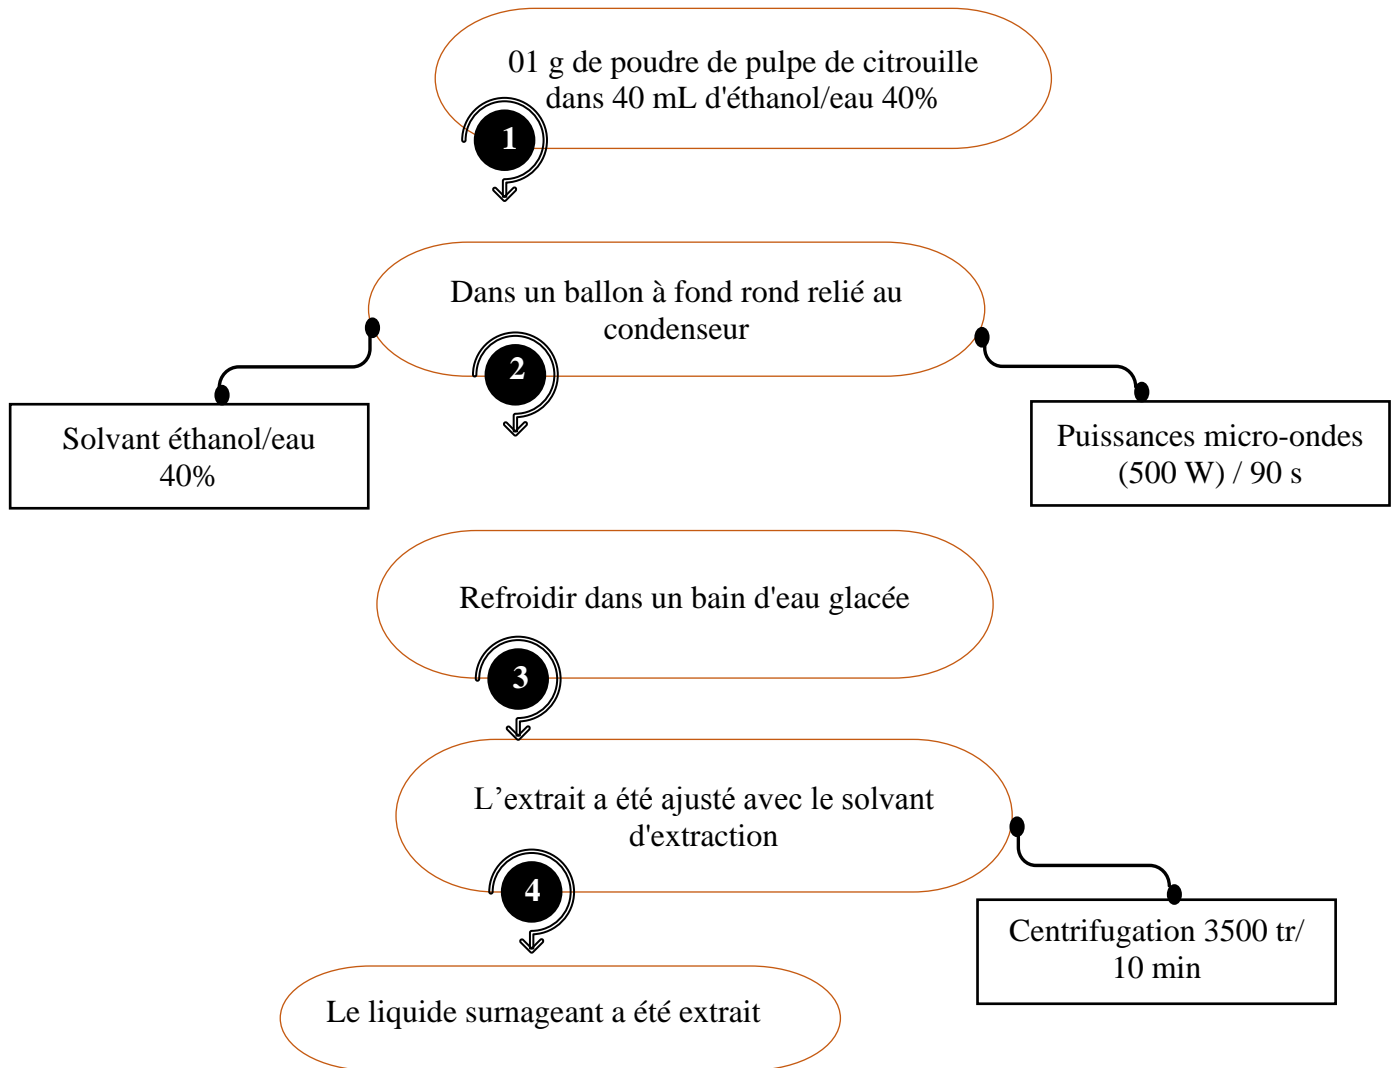 01 g de poudre de pulpe de citrouille
dans 40 mL d'éthanol/eau 40%
1
Dans un ballon à fond rond relié au
condenseur
2
Solvant éthanol/eau
40%
Puissances micro-ondes
(500 W) / 90 s
Refroidir dans un bain d'eau glacée
3
L’extrait a été ajusté avec le solvant
d'extraction
4
Centrifugation 3500 tr/
10 min
Le liquide surnageant a été extrait